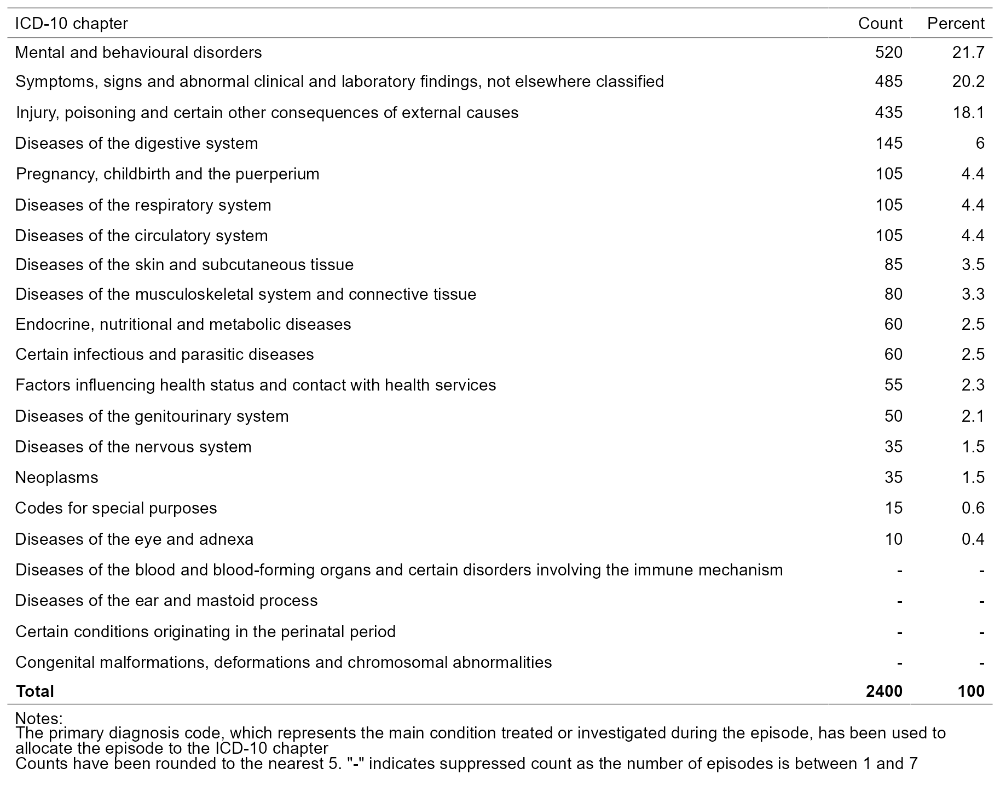 ICD-10 chapter Count Percent
Mental and behavioural disorders 520 21.7
Symptoms, signs and abnormal clinical and laboratory findings, not elsewhere classified 485 20.2
Injury, poisoning and certain other consequences of external causes 435 18.1
Diseases of the digestive system 145 6
Pregnancy, childbirth and the puerperium 105 4.4
Diseases of the respiratory system 105 4.4
Diseases of the circulatory system 105 4.4
Diseases of the skin and subcutaneous tissue 85 3.5
Diseases of the musculoskeletal system and connective tissue 80 3.3
Endocrine, nutritional and metabolic diseases 60 2.5
Certain infectious and parasitic diseases 60 2.5
Factors influencing health status and contact with health services 55 2.3
Diseases of the genitourinary system 50 2.1
Diseases of the nervous system 35 1.5
Neoplasms 35 1.5
Codes for special purposes 15 0.6
Diseases of the eye and adnexa 10 0.4
Diseases of the blood and blood-forming organs and certain disorders involving the immune mechanism - -
Diseases of the ear and mastoid process - -
Certain conditions originating in the perinatal period - -
Congenital malformations, deformations and chromosomal abnormalities - -
Total 2400 100
Notes:
The primary diagnosis code, which represents the main condition treated or investigated during the episode, has been used to
allocate the episode to the ICD-10 chapter
Counts have been rounded to the nearest 5. "-" indicates suppressed count as the number of episodes is between 1 and 7